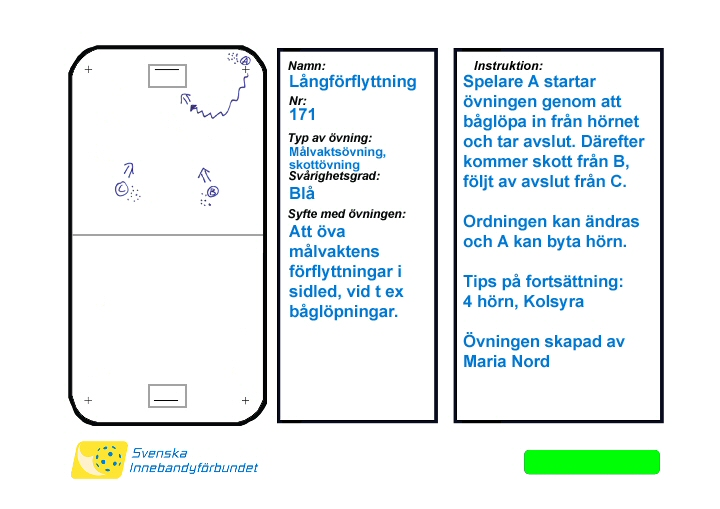 A
C
B
Namn:
Långförflyttning
Nr:
171
Typ av övning:
Målvaktsövning,
skottövning
Svårighetsgrad:
Blå
Syfte med övningen:
Att öva
målvaktens
förflyttningar i
sidled, vid t ex
båglöpningar.
Instruktion:
Spelare A startar
övningen genom att
båglöpa in från hörnet
och tar avslut. Därefter
kommer skott från B,
följt av avslut från C.
Ordningen kan ändras
och A kan byta hörn.
Tips på fortsättning:
4 hörn, Kolsyra
Övningen skapad av
Maria Nord
Svenska
Innebandyförbundet